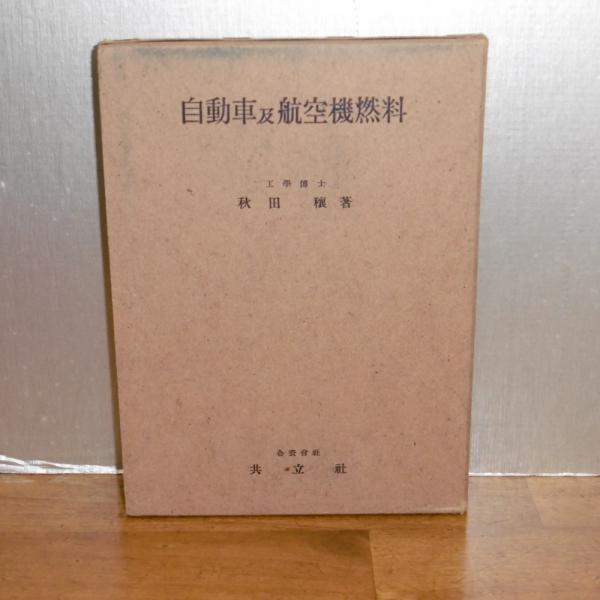 自動車及航空機燃料
工學博士
秋田穰著
合資會社
共立社